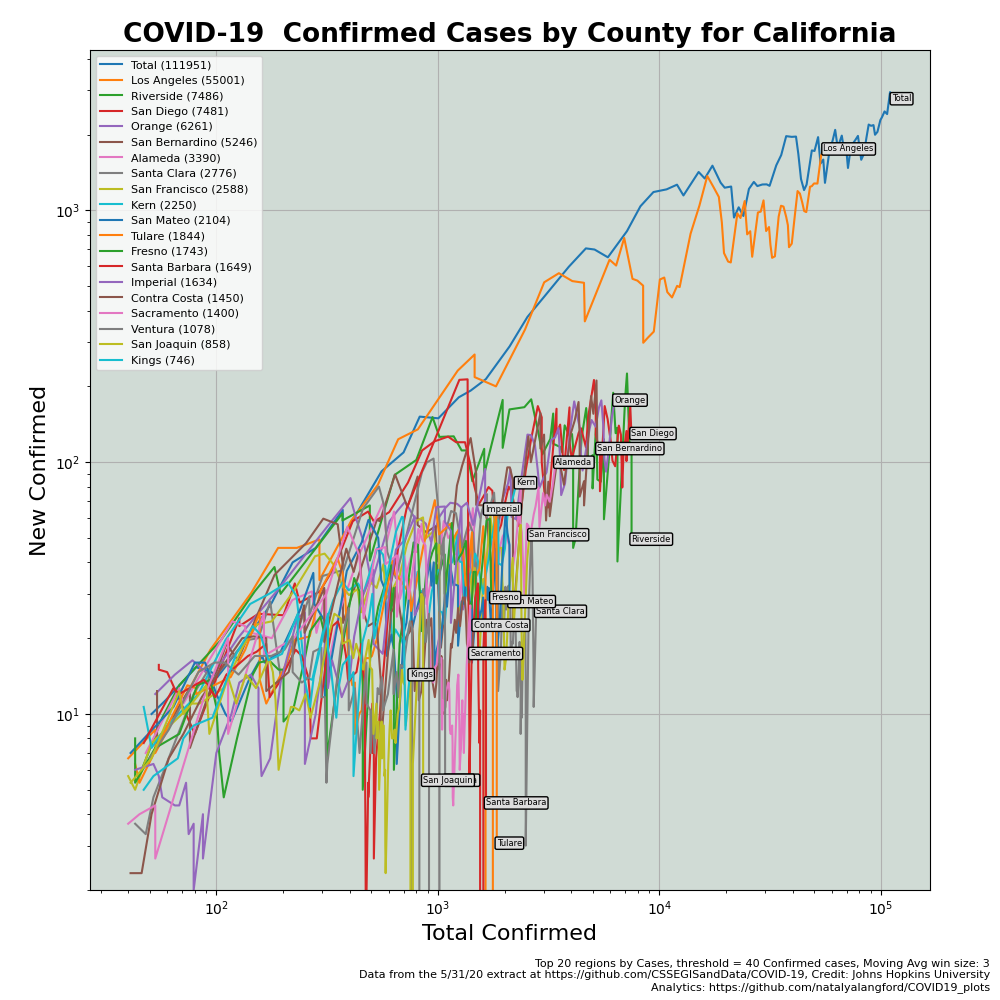 COVID-19  Confirmed Cases by County for California
Total (111951)
Los Angeles (55001)
Riverside (7486)
San Diego (7481)
Orange (6261)
San Bernardino (5246)
Alameda (3390)
Santa Clara (2776)
San Francisco (2588)
Kern (2250)
San Mateo (2104)
Tulare (1844)
Fresno (1743)
Santa Barbara (1649)
Imperial (1634)
Contra Costa (1450)
Sacramento (1400)
Ventura (1078)
San Joaquin (858)
Kings (746)
Total
Los Angeles
Orange
San Diego
San Bernardino
Alameda
Kern
Imperial
San Francisco
Riverside
Fresno
Mateo
Santa Clara
Contra Costa
Sacramento
Kings
San Joaquin
Santa Barbara
Tulare
New Confirmed
10³
10²
10¹
10²
10³
10⁴
10⁵
Total Confirmed
Top 20 regions by Cases, threshold = 40 Confirmed cases, Moving Avg win size: 3
Data from the 5/31/20 extract at https://github.com/CSSEGISandData/COVID-19, Credit: Johns Hopkins University
Analytics: https://github.com/natalyalangford/COVID19_plots